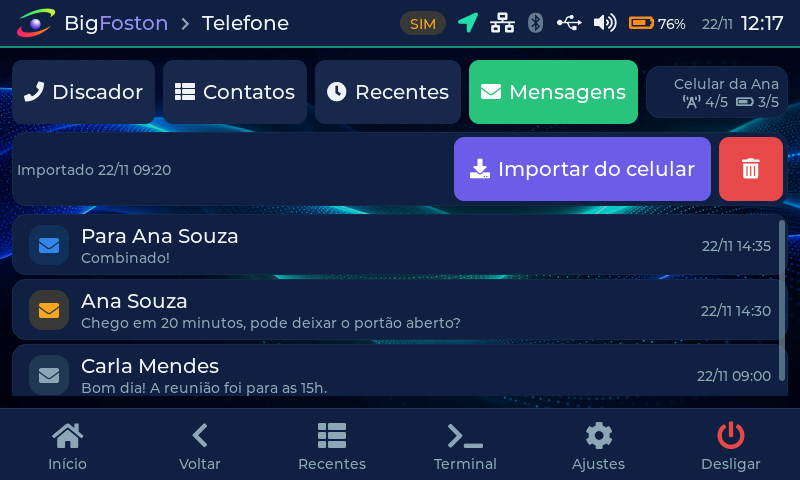 BigFoston > Telefone
SIM
76%
22/11 12:17
Discador
Contatos
Recentes
Mensagens
Celular da Ana
4/5 3/5
Importado 22/11 09:20
Importar do celular
Para Ana Souza
Combinado!
22/11 14:35
Ana Souza
Chego em 20 minutos, pode deixar o portão aberto?
22/11 14:30
Carla Mendes
Bom dia! A reunião foi para as 15h.
22/11 09:00
Início
Voltar
Recentes
Terminal
Ajustes
Desligar